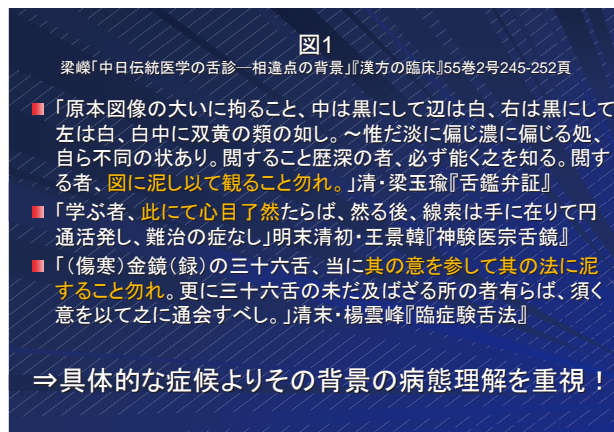 図1
梁嶸「中日伝統医学の舌診―相違点の背景」『漢方の臨床』55巻2号245-252頁
「原本図像の大いに拘ること、中は黒にして辺は白、右は黒にして
左は白、白中に双黄の類の如し。～惟だ淡に偏じ濃に偏じる処、
自ら不同の状あり。閲すること歴深の者、必ず能く之を知る。閲す
る者、図に泥し以て観ること勿れ。」清・梁玉瑜『舌鑑弁証』
「学ぶ者、此にて心目了然たらば、然る後、線索は手に在りて円
通活発し、難治の症なし」明末清初・王景韓『神験医宗舌鏡』
「(傷寒)金鏡(録)の三十六舌、当に其の意を参して其の法に泥
すること勿れ。更に三十六舌の未だ及ばざる所の者有らば、須く
意を以て之に通会すべし。」清末・楊雲峰『臨症験舌法』
⇒具体的な症候よりその背景の病態理解を重視！